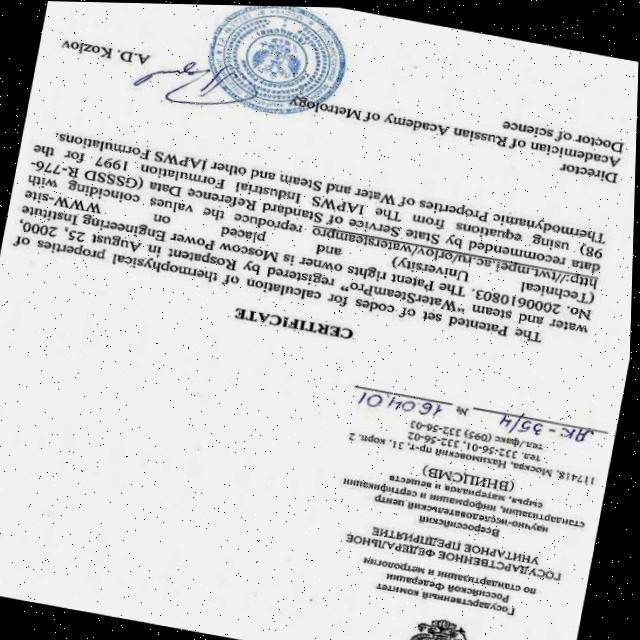 Государственный комитет
Российской Федерации
по стандартизации и метрологии
ГОСУДАРСТВЕННОЕ ФЕДЕРАЛЬНОЕ
УНИТАРНОЕ ПРЕДПРИЯТИЕ
Всероссийский
научно-исследовательский центр
стандартизации, информации и сертификации
сырья, материалов и веществ
(ВНИЦСМВ)
117418, Москва, Нахимовский пр-т, 31, корп. 2
тел. 332-56-01, 332-56-02
тел./факс (095) 332-56-03
ДК-35/4 № 16.04.01
CERTIFICATE
The Patented set of codes for calculation of thermophysical properties of
water and steam “WaterSteamPro” registered by Rospatent in August 25, 2000,
No. 2000610803. The Patent rights owner is Moscow Power Engineering Institute
(Technical University) and placed on WWW-site
http://twt.mpei.ac.ru/orlov/watersteampro reproduce the values coinciding with
data recommended by State Service of Standard Reference Data (GSSSD R-776-
98) using equations from The IAPWS Industrial Formulation 1997 for the
Thermodynamic Properties of Water and Steam and other IAPWS Formulations.
Director
Academician of Russian Academy of Metrology
Doctor of science
A.D. Kozlov